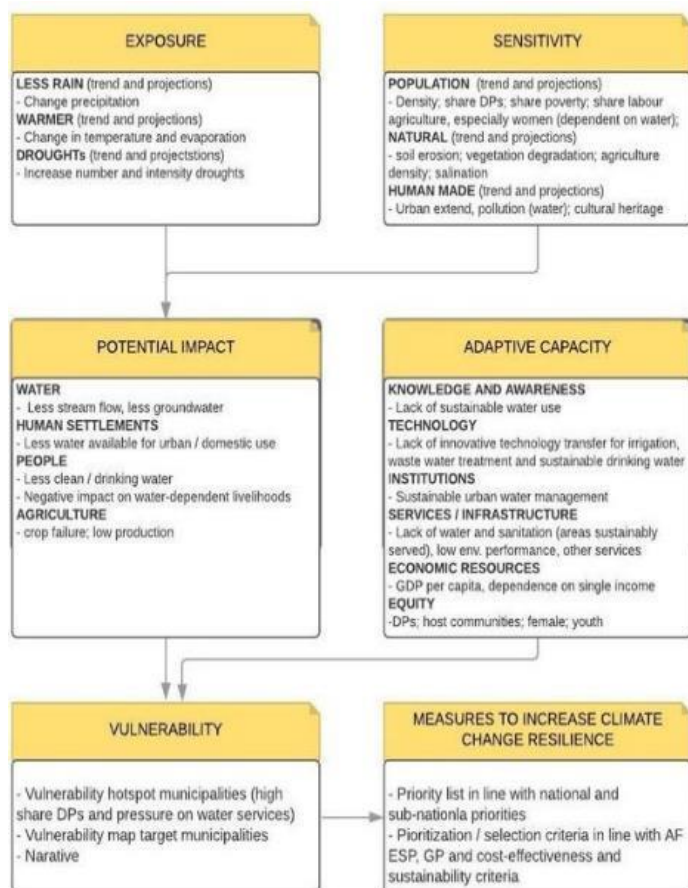 EXPOSURE
LESS RAIN (trend and projections)
- Change precipitation
WARMER (trend and projections)
- Change in temperature and evaporation
DROUGHTs (trend and projectstions)
- Increase number and intensity droughts
SENSITIVITY
POPULATION (trend and projections)
- Density; share DPs; share poverty; share labour
agriculture, especially women (dependent on water);
NATURAL (trend and projections)
- soil erosion; vegetation degradation; agriculture
density; salination
HUMAN MADE (trend and projections)
- Urban extend, pollution (water); cultural heritage
POTENTIAL IMPACT
WATER
- Less stream flow, less groundwater
HUMAN SETTLEMENTS
- Less water available for urban / domestic use
PEOPLE
- Less clean / drinking water
- Negative impact on water-dependent livelihoods
AGRICULTURE
- crop failure; low production
ADAPTIVE CAPACITY
KNOWLEDGE AND AWARENESS
- Lack of sustainable water use
TECHNOLOGY
- Lack of innovative technology transfer for irrigation,
waste water treatment and sustainable drinking water
INSTITUTIONS
- Sustainable urban water management
SERVICES / INFRASTRUCTURE
- Lack of water and sanitation (areas sustainably
served), low env. performance, other services
ECONOMIC RESOURCES
- GDP per capita, dependence on single income
EQUITY
-DPs; host communities; female; youth
VULNERABILITY
- Vulnerability hotspot municipalities (high
share DPs and pressure on water services)
- Vulnerability map target municipalities
- Narative
MEASURES TO INCREASE CLIMATE
CHANGE RESILIENCE
- Priority list in line with national and
sub-nationla priorities
- Pioritization / selection criteria in line with AF
ESP, GP and cost-effectiveness and
sustainability criteria